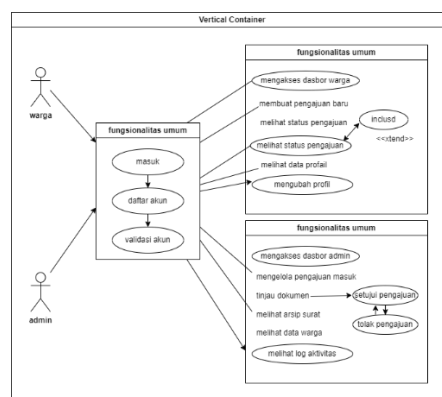 Vertical Container
fungsionalitas umum
mengakses dasbor warga
membuat pengajuan baru
melihat status pengajuan
inclusd
<<xtend>>
melihat status pengajuan
melihat data profail
mengubah profil
warga
fungsionalitas umum
masuk
daftar akun
validasi akun
admin
fungsionalitas umum
mengakses dasbor admin
mengelola pengajuan masuk
tinjau dokumen
setujui pengajuan
melihat arsip surat
tolak pengajuan
melihat data warga
melihat log aktivitas